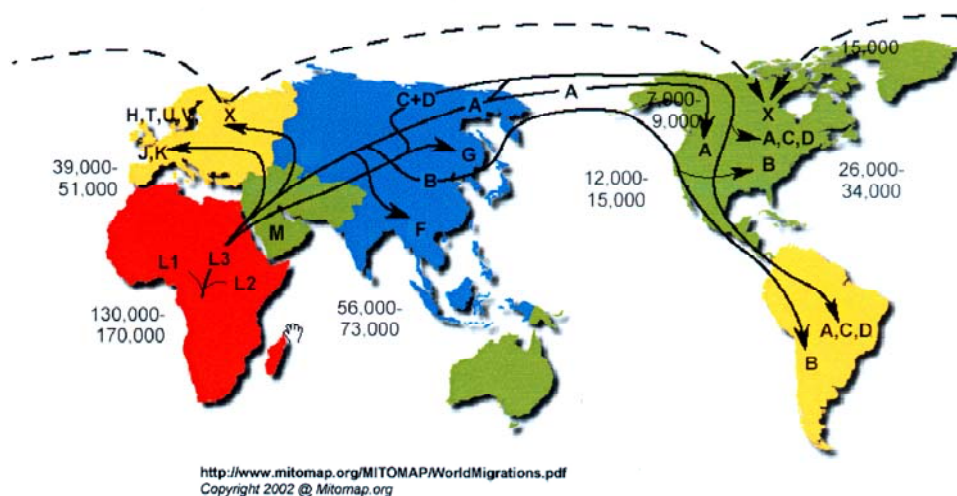 15,000
C+D
A
A
7,000-
9,000
H,T,U,V
X
X
A,C,D
J,K
G
A
B
39,000-
51,000
B
12,000-
15,000
26,000-
34,000
M
F
L3
L1
L2
130,000-
170,000
56,000-
73,000
A,C,D
B
http://www.mitomap.org/MITOMAP/WorldMigrations.pdf
Copyright 2002 @ Mitomap.org